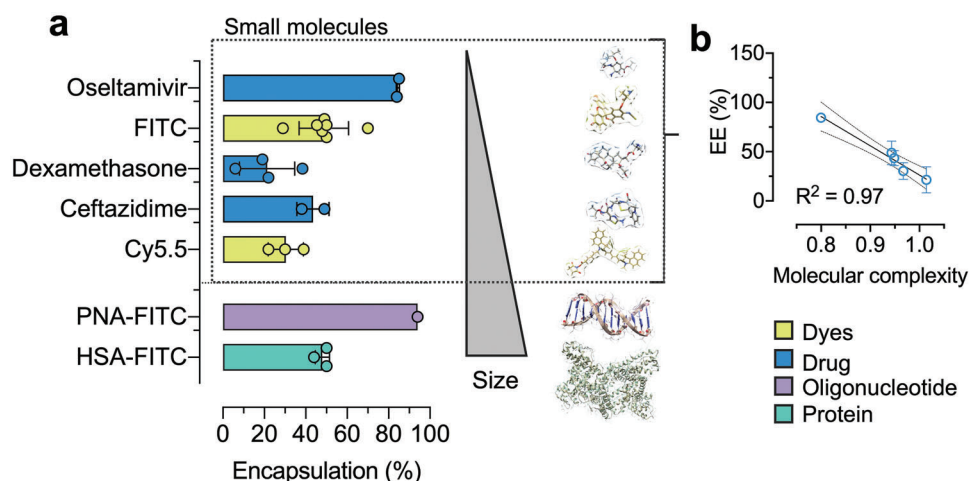 a
Small molecules
Oseltamivir
FITC
Dexamethasone
Ceftazidime
Cy5.5
PNA-FITC
HSA-FITC
Size
0 20 40 60 80 100
Encapsulation (%)
b
150
100
50
0
EE (%)
R² = 0.97
0.8 0.9 1.0
Molecular complexity
Dyes
Drug
Oligonucleotide
Protein